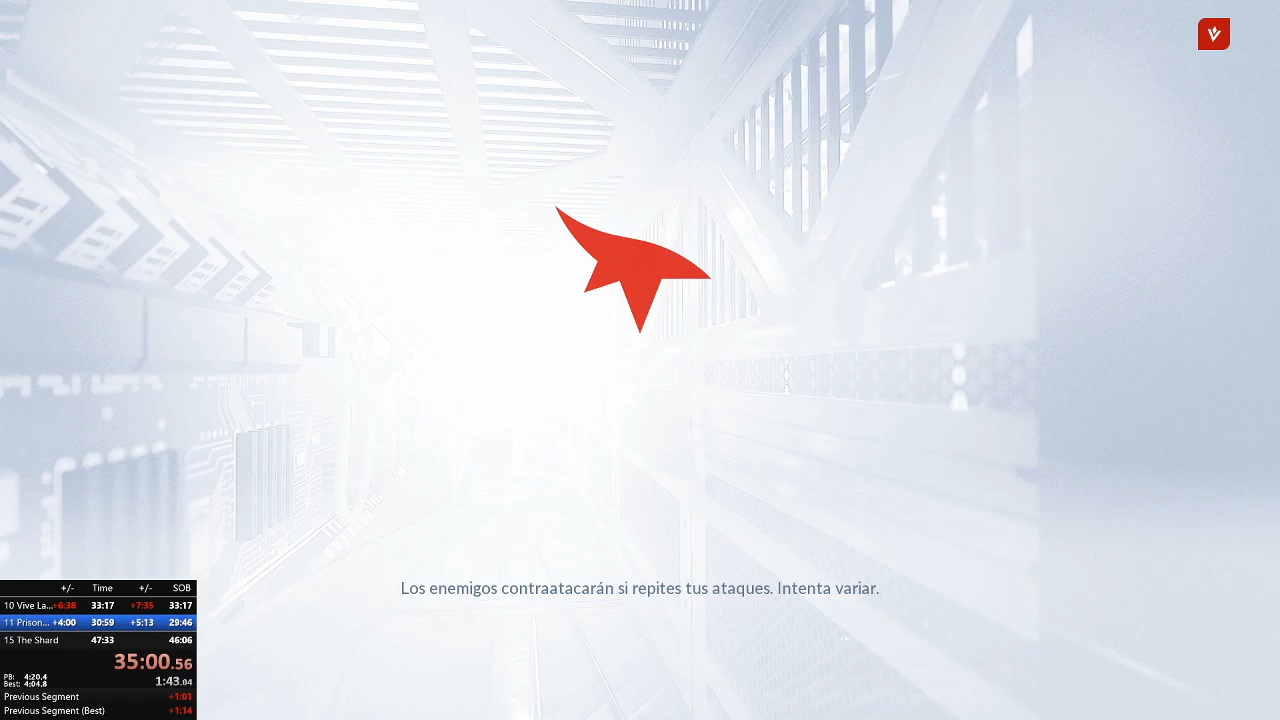 Los enemigos contraatacarán si repites tus ataques. Intenta variar.
+/- Time +/- SOB
10 Vive La... +6:38 33:17 +7:35 33:17
11 Prison... +4:00 30:59 +5:13 29:46
15 The Shard 47:33 46:06
35:00.56
PB: 4:20.4
Best: 4:04.8
1:43.04
Previous Segment +1:01
Previous Segment (Best) +1:14